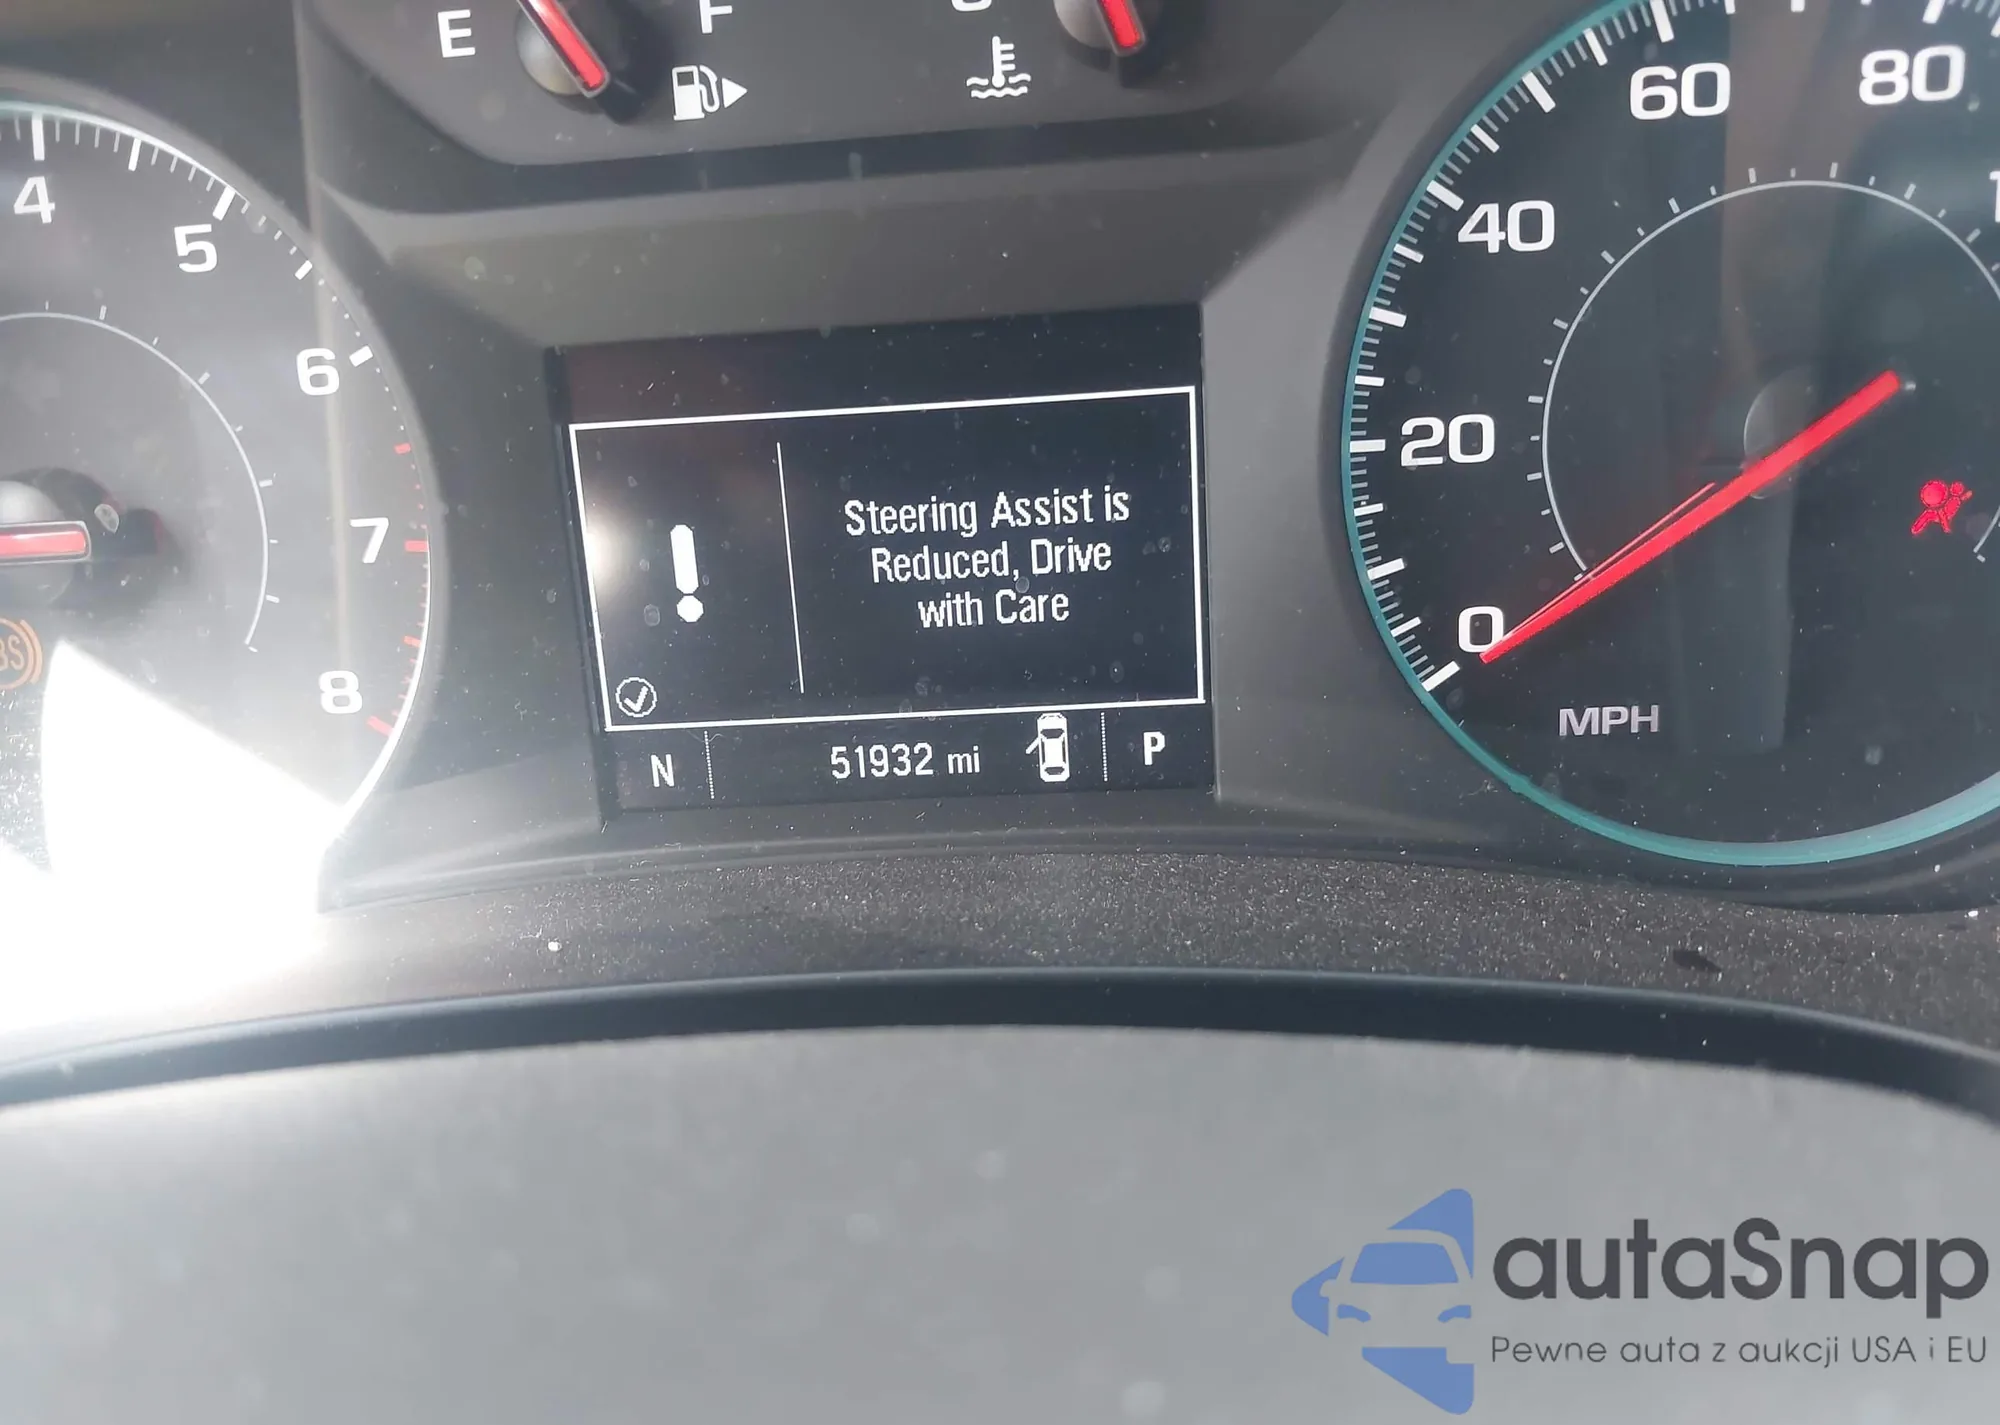 E
F
4
5
6
7
8
60
80
40
20
0
MPH
Steering Assist is
Reduced, Drive
with Care
N
51932 mi
P
autaSnap
Pewne auta z aukcji USA i EU